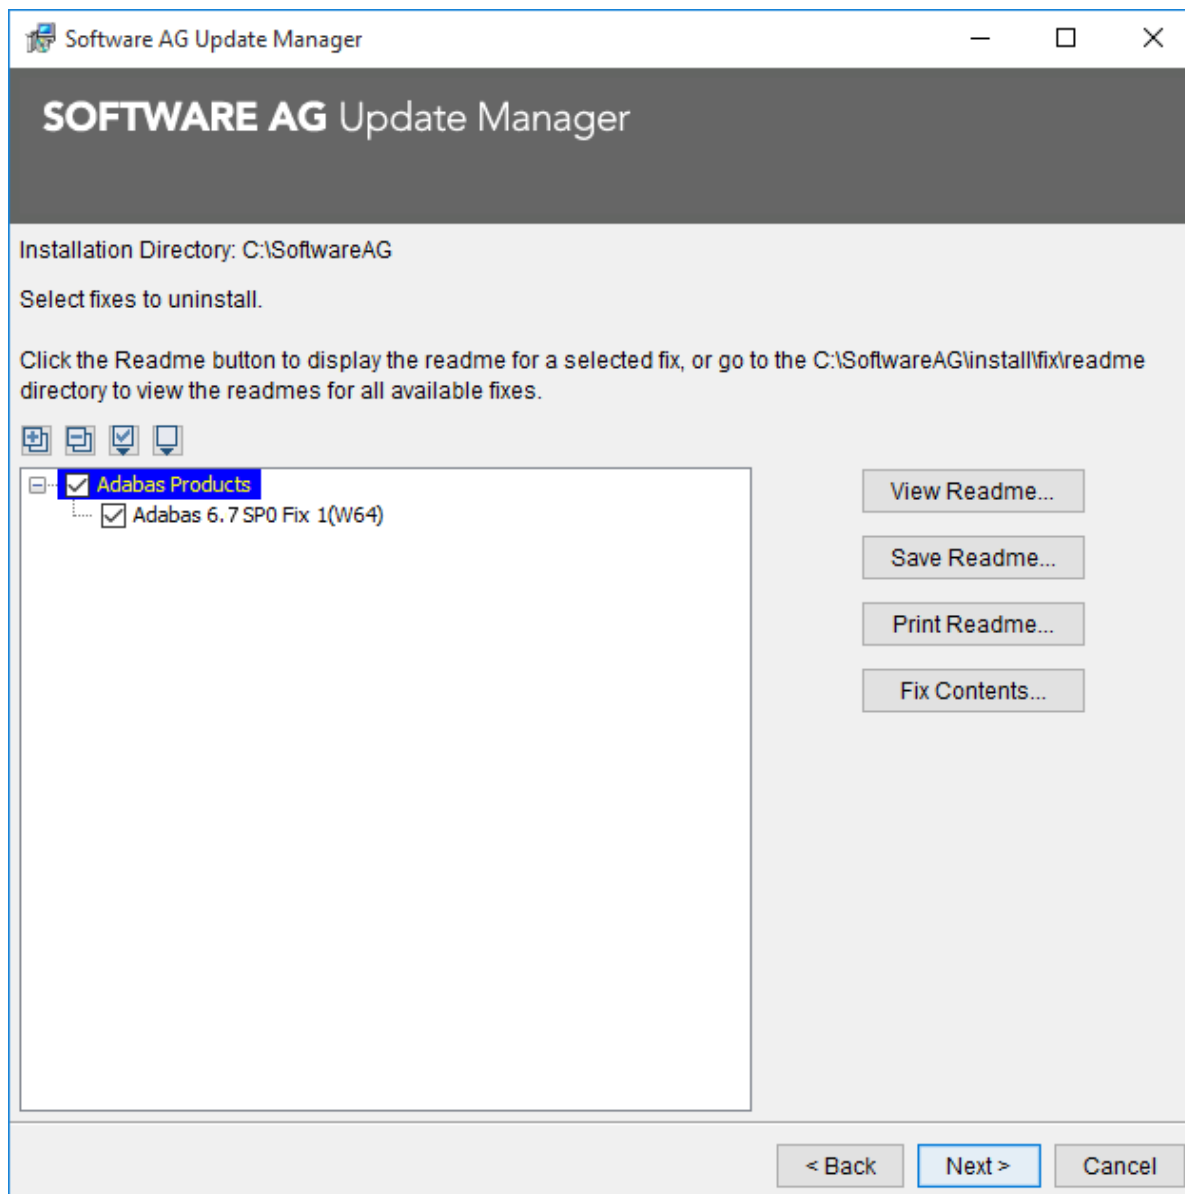 Software AG Update Manager
SOFTWARE AG Update Manager
Installation Directory: C:\SoftwareAG
Select fixes to uninstall.
Click the Readme button to display the readme for a selected fix, or go to the C:\SoftwareAG\install\fix\readme
directory to view the readmes for all available fixes.
Adabas Products
Adabas 6.7 SP0 Fix 1(W64)
View Readme...
Save Readme...
Print Readme...
Fix Contents...
< Back
Next >
Cancel